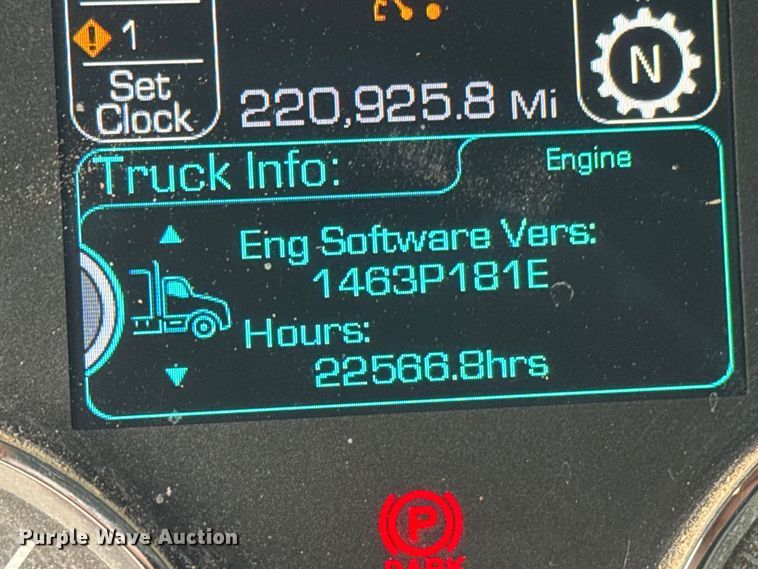 1
Set
Clock
220,925.8 Mi
N
Truck Info:
Engine
Eng Software Vers:
1463P181E
Hours:
22566.8hrs
P
PARK
Purple Wave Auction